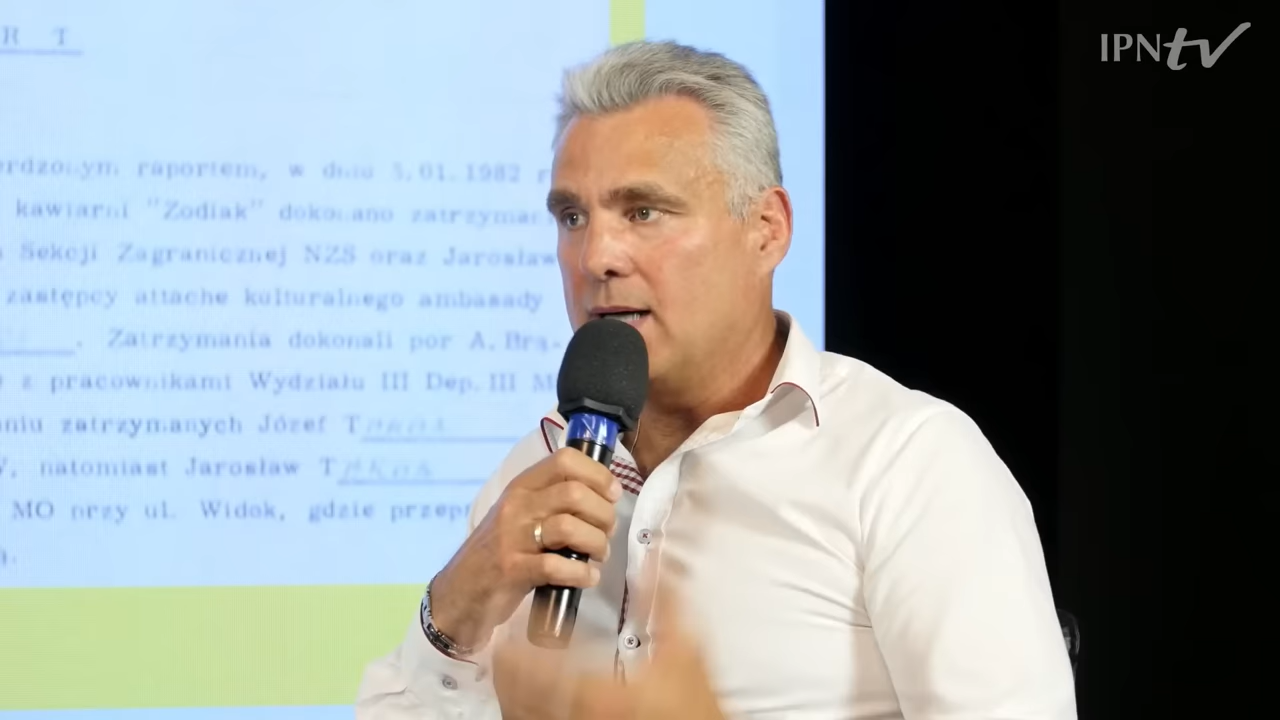 IPNtv
R T
rdzonym raportem, w dniu 5.01.1982 r
kawiarni "Zodiak" dokonano zatrzyman
Sekcji Zagranicznej NZS oraz Jarosław
zastępcy attache kulturalnego ambasady
. Zatrzymania dokonali por A. Brą-
z pracownikami Wydziału III Dep. III M
niu zatrzymanych Józef T
, natomiast Jarosław T
MO przy ul. Widok, gdzie przep